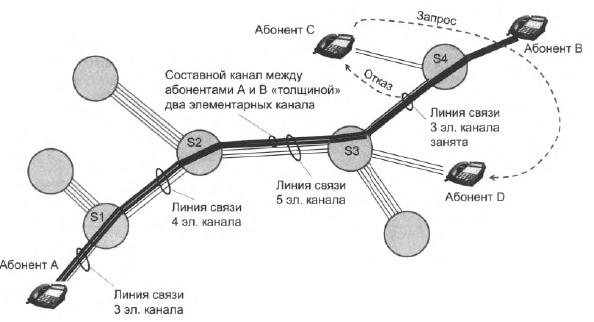 Абонент C
Запрос
Абонент B
S4
Отказ
Составной канал между
абонентами А и В «толщиной»
два элементарных канала
Линия связи
3 эл. канала
занята
S2
S3
Линия связи
5 эл. канала
Абонент D
Линия связи
4 эл. канала
S1
Абонент А
Линия связи
3 эл. канала